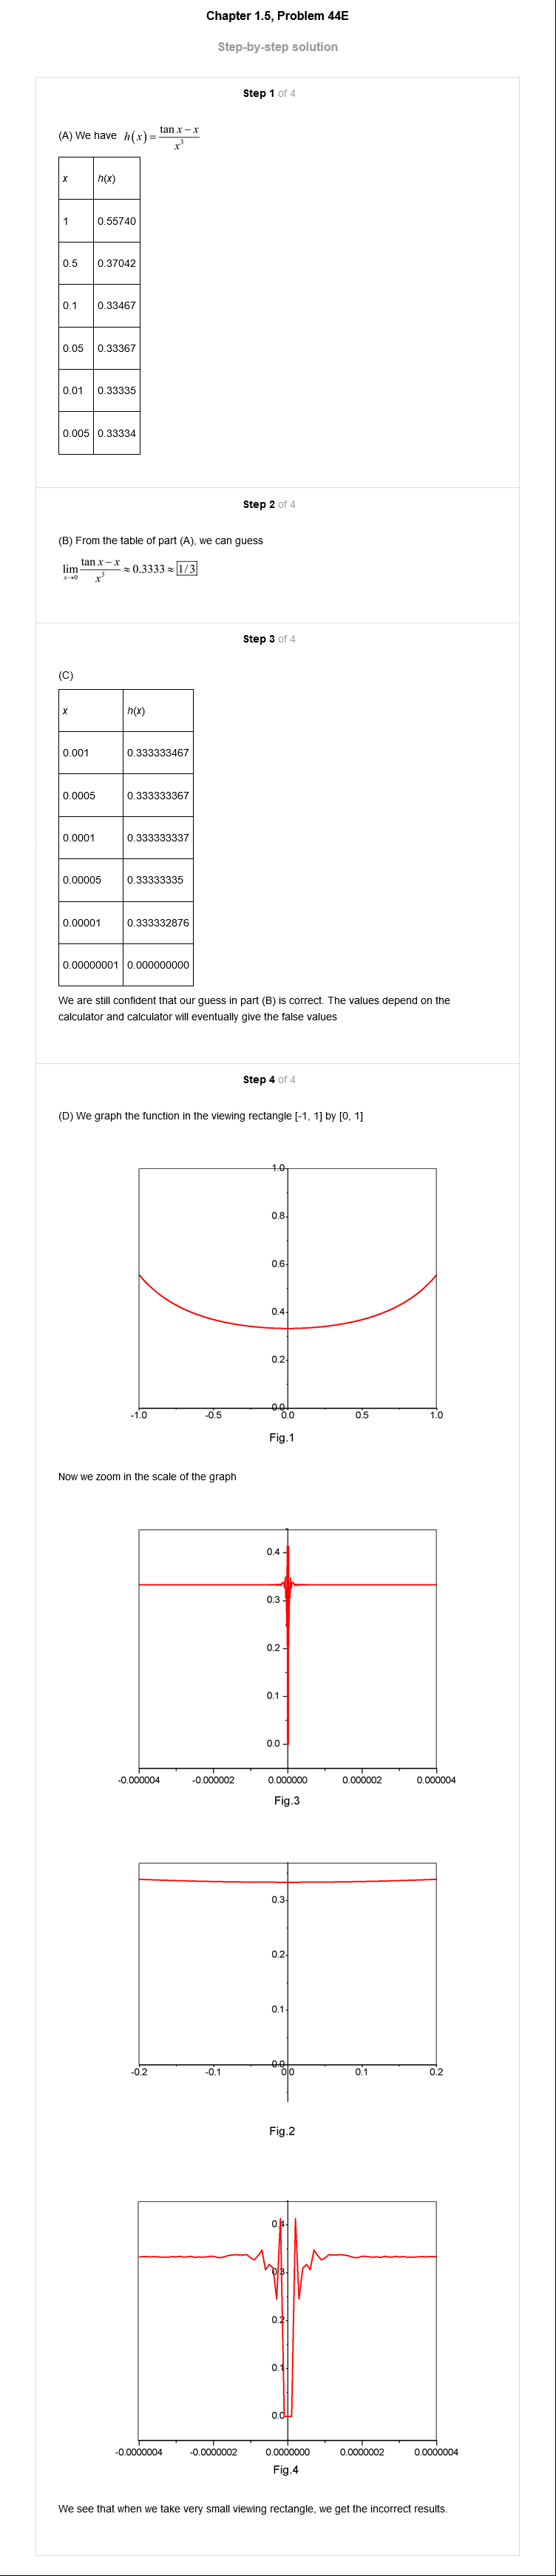 Chapter 1.5, Problem 44E
Step-by-step solution
Step 1 of 4
(A) We have h(x) = (tan x − x)/x³
x h(x)
1 0.55740
0.5 0.37042
0.1 0.33467
0.05 0.33367
0.01 0.33335
0.005 0.33334
Step 2 of 4
(B) From the table of part (A), we can guess
lim x→0 (tan x − x)/x³ ≈ 0.3333 ≈ 1/3
Step 3 of 4
(C)
x h(x)
0.001 0.333333467
0.0005 0.333333367
0.0001 0.333333337
0.00005 0.33333335
0.00001 0.333332876
0.00000001 0.000000000
We are still confident that our guess in part (B) is correct. The values depend on the
calculator and calculator will eventually give the false values
Step 4 of 4
(D) We graph the function in the viewing rectangle [-1, 1] by [0, 1]
1.0
0.8
0.6
0.4
0.2
0.0
-1.0 -0.5 0.0 0.5 1.0
Fig.1
Now we zoom in the scale of the graph
0.4
0.3
0.2
0.1
0.0
-0.000004 -0.000002 0.000000 0.000002 0.000004
Fig.3
0.3
0.2
0.1
0.0
-0.2 -0.1 0.0 0.1 0.2
Fig.2
0.4
0.3
0.2
0.1
0.0
-0.0000004 -0.0000002 0.0000000 0.0000002 0.0000004
Fig.4
We see that when we take very small viewing rectangle, we get the incorrect results.